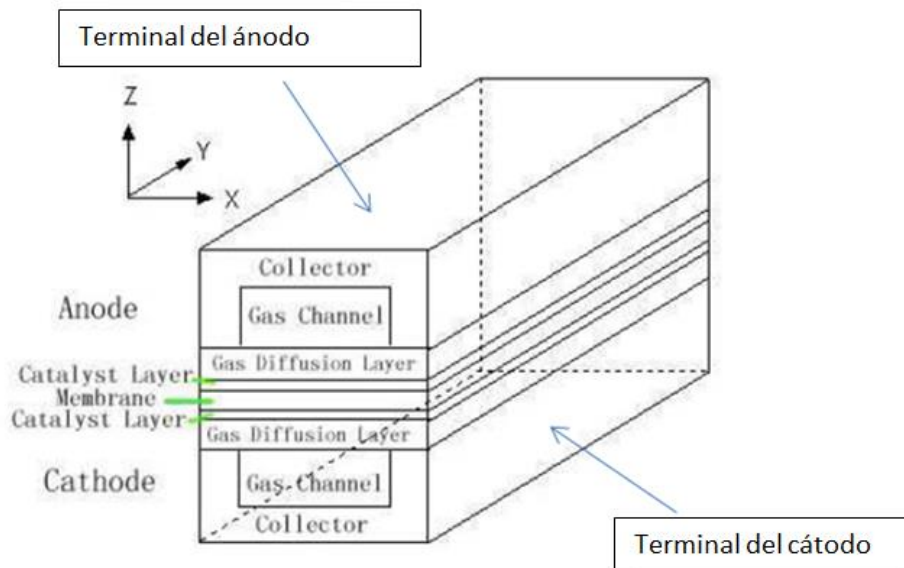 Terminal del ánodo
Z
Y
X
Collector
Anode
Gas Channel
Gas Diffusion Layer
Catalyst Layer
Membrane
Catalyst Layer
Gas Diffusion Layer
Cathode
Gas Channel
Collector
Terminal del cátodo